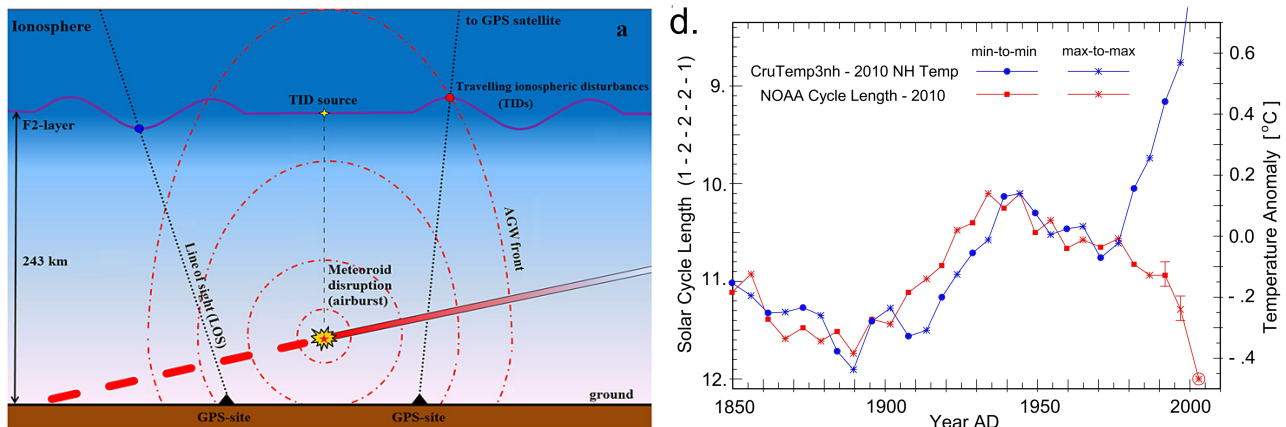 Ionosphere
to GPS satellite
a
TID source
Travelling ionospheric disturbances
(TIDs)
F2-layer
243 km
Line of sight (LOS)
AGW front
Meteoroid
disruption
(airburst)
ground
GPS-site
GPS-site
d.
min-to-min
max-to-max
CruTemp3nh - 2010 NH Temp
NOAA Cycle Length - 2010
Solar Cycle Length (1 - 2 - 2 - 2 - 1)
9.
10.
11.
12.
1850
1900
1950
2000
Year AD
0.6
0.4
0.2
0.0
- .2
- .4
Temperature Anomaly [°C]